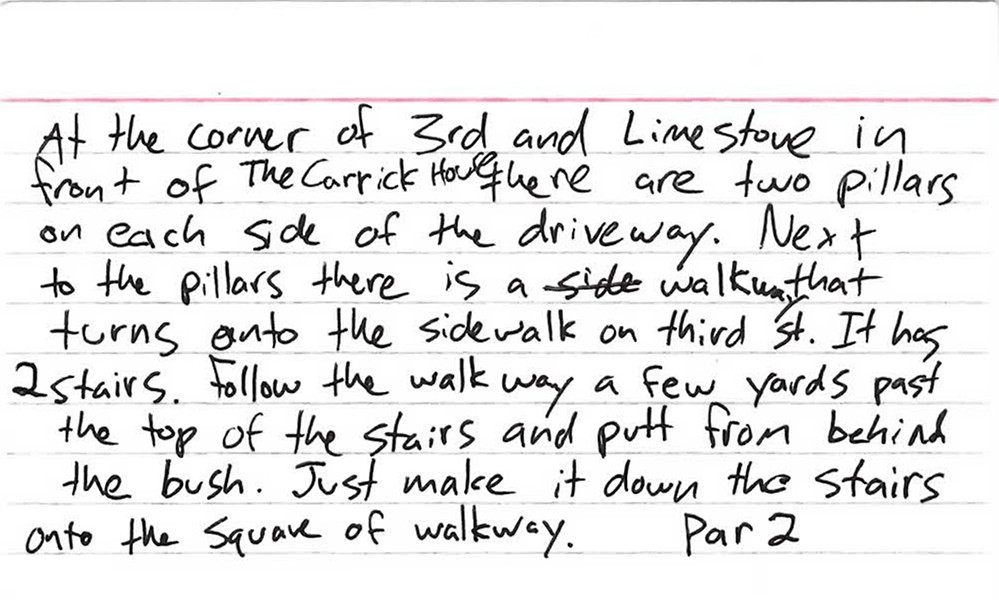 At the corner of 3rd and Limestone in
front of The Carrick House there are two pillars
on each side of the driveway. Next
to the pillars there is a side walkway that
turns onto the sidewalk on third st. It has
2 stairs. Follow the walkway a few yards past
the top of the stairs and putt from behind
the bush. Just make it down the stairs
onto the square of walkway. Par 2